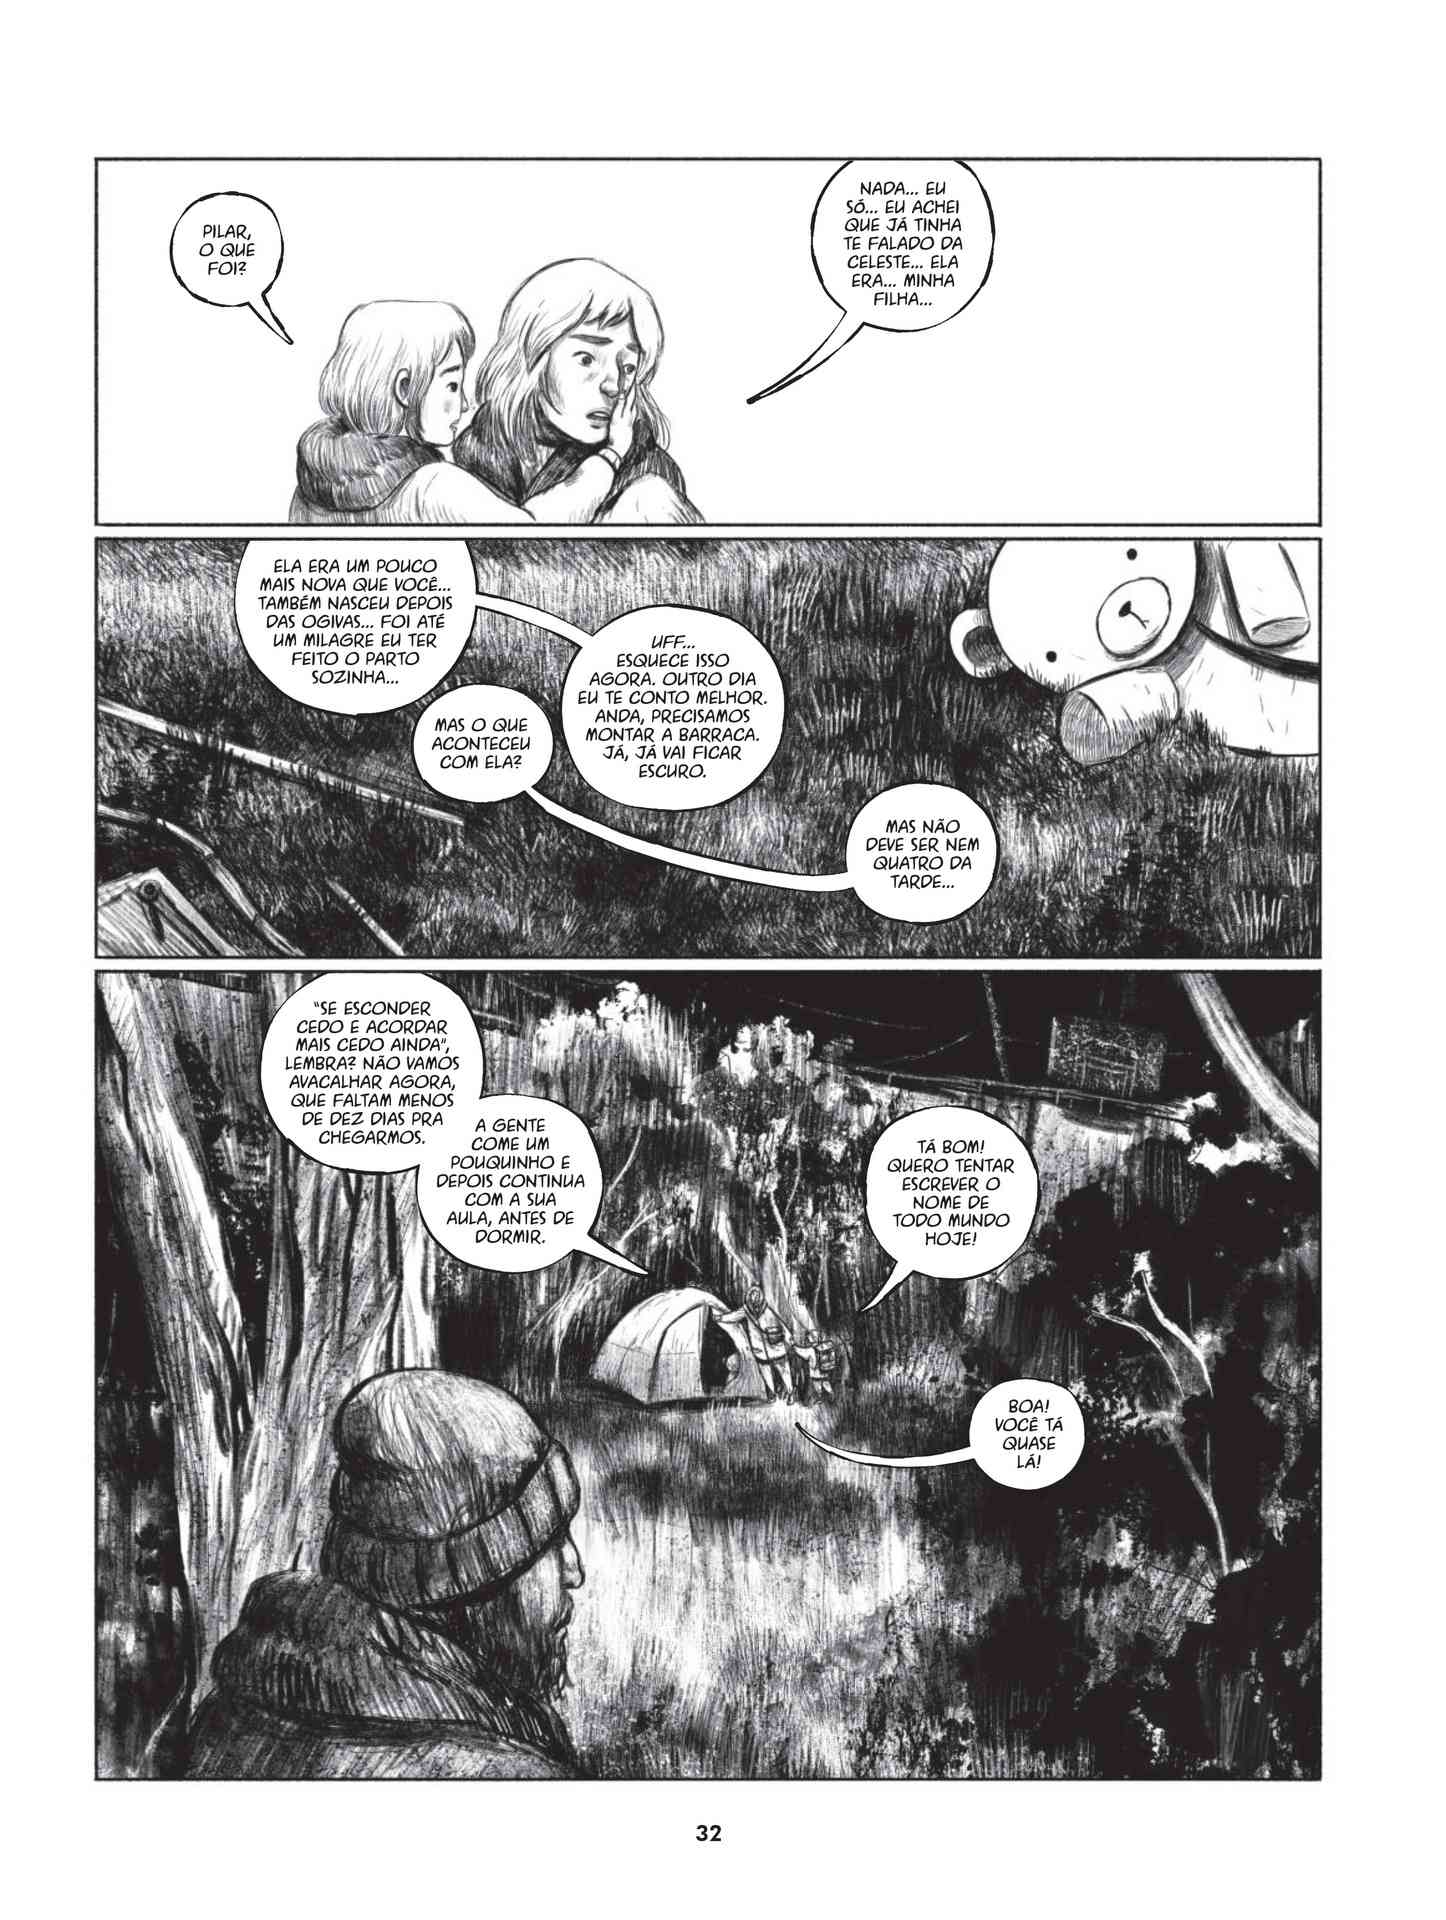 PILAR,
O QUE
FOI?
NADA... EU
SÓ... EU ACHEI
QUE JÁ TINHA
TE FALADO DA
CELESTE... ELA
ERA... MINHA
FILHA...
ELA ERA UM POUCO
MAIS NOVA QUE VOCÊ...
TAMBÉM NASCEU DEPOIS
DAS OGIVAS... FOI ATÉ
UM MILAGRE EU TER
FEITO O PARTO
SOZINHA...
UFF...
ESQUECE ISSO
AGORA. OUTRO DIA
EU TE CONTO MELHOR.
ANDA, PRECISAMOS
MONTAR A BARRACA.
JÁ, JÁ VAI FICAR
ESCURO.
MAS O QUE
ACONTECEU
COM ELA?
MAS NÃO
DEVE SER NEM
QUATRO DA
TARDE...
"SE ESCONDER
CEDO E ACORDAR
MAIS CEDO AINDA",
LEMBRA? NÃO VAMOS
AVACALHAR AGORA,
QUE FALTAM MENOS
DE DEZ DIAS PRA
CHEGARMOS.
A GENTE
COME UM
POUQUINHO E
DEPOIS CONTINUA
COM A SUA
AULA, ANTES DE
DORMIR.
TÁ BOM!
QUERO TENTAR
ESCREVER O
NOME DE
TODO MUNDO
HOJE!
BOA!
VOCÊ TÁ
QUASE
LÁ!
32